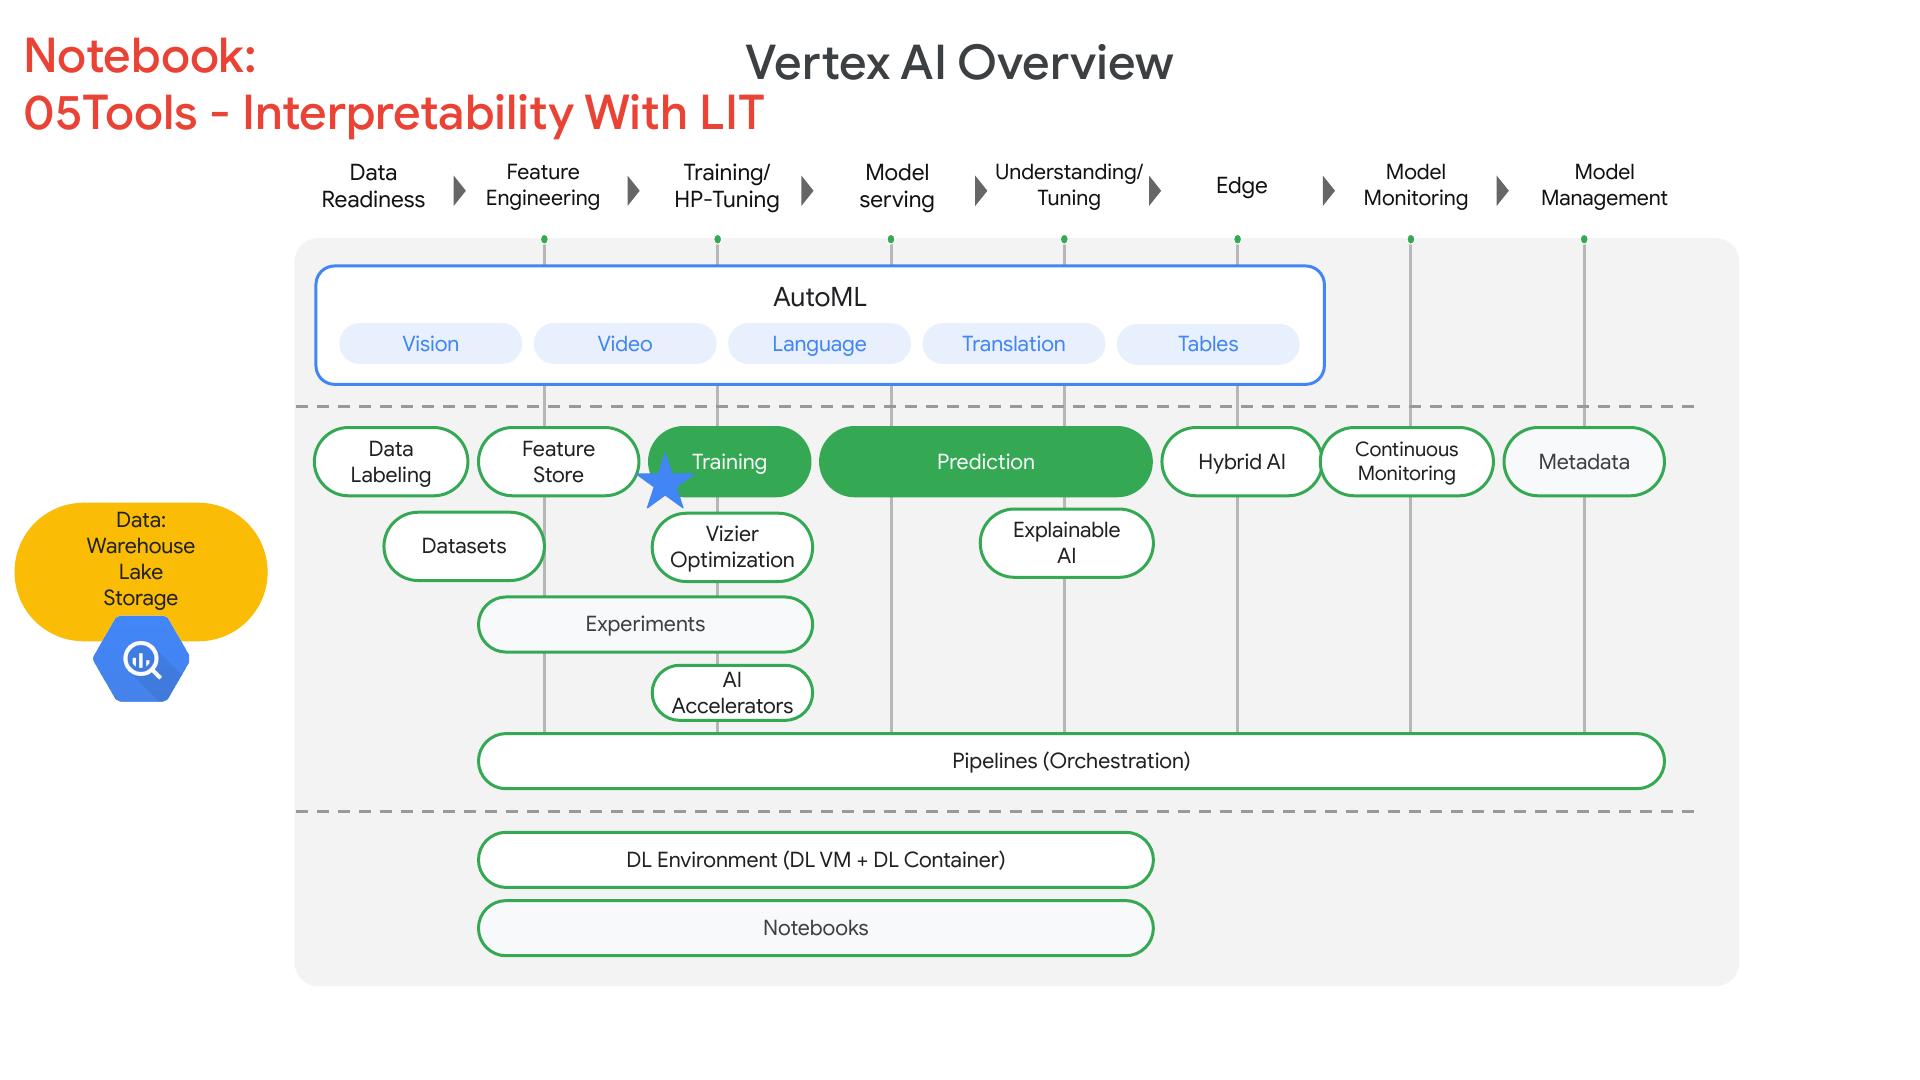 Notebook:
05Tools - Interpretability With LIT
Vertex AI Overview
Data
Readiness
Feature
Engineering
Training/
HP-Tuning
Model
serving
Understanding/
Tuning
Edge
Model
Monitoring
Model
Management
AutoML
Vision
Video
Language
Translation
Tables
Data
Labeling
Feature
Store
Training
Prediction
Hybrid AI
Continuous
Monitoring
Metadata
Datasets
Vizier
Optimization
Explainable
AI
Data:
Warehouse
Lake
Storage
Experiments
AI
Accelerators
Pipelines (Orchestration)
DL Environment (DL VM + DL Container)
Notebooks